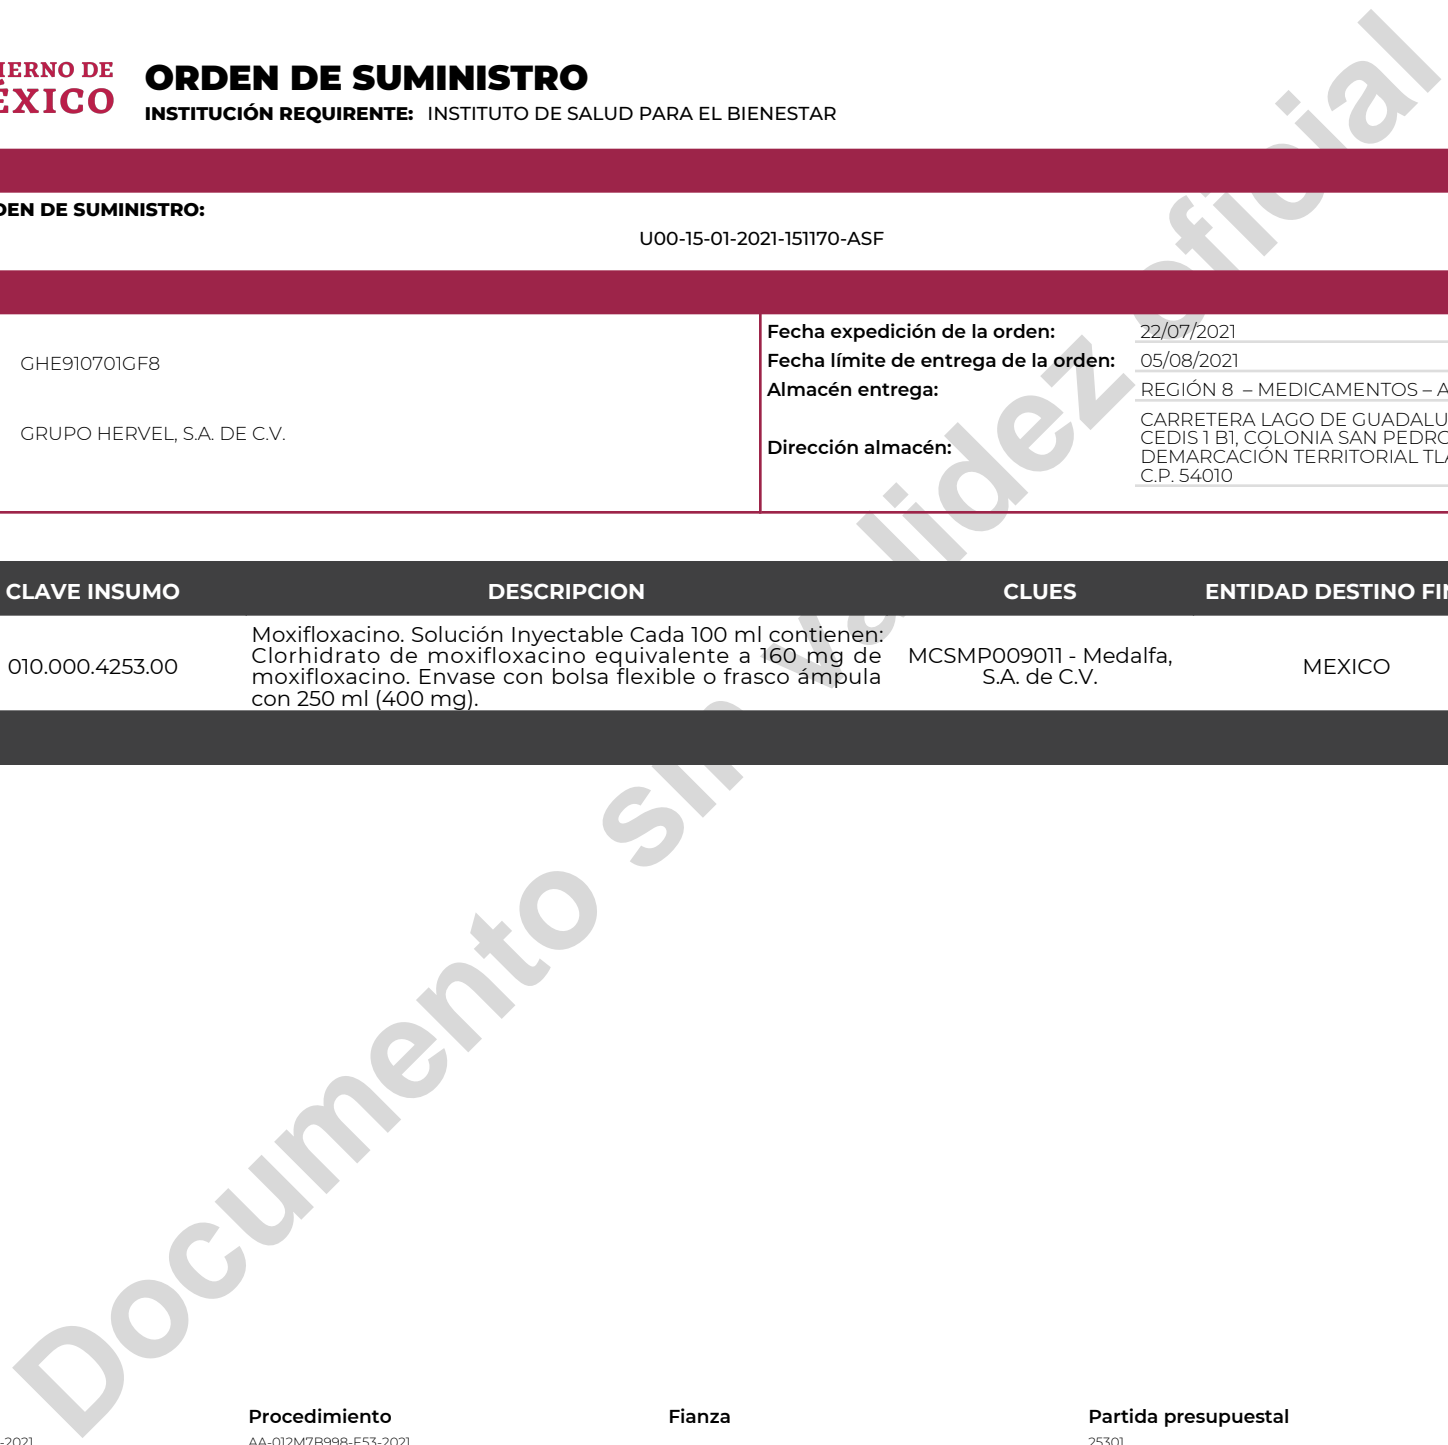 ORDEN DE SUMINISTRO
INSTITUCIÓN REQUIRENTE: INSTITUTO DE SALUD PARA EL BIENESTAR
DE
ÉXICO
DE SUMINISTRO:
U00-15-01-2021-151170-ASF
GHE910701GF8
GRUPO HERVEL, S.A. DE C.V.
Fecha expedición de la orden: 22/07/2021
Fecha límite de entrega de la orden: 05/08/2021
Almacén entrega: REGIÓN 8 – MEDICAMENTOS – A
Dirección almacén:
CARRETERA LAGO DE GUADALU
CEDIS 1 B1, COLONIA SAN PEDRO
DEMARCACIÓN TERRITORIAL TLA
C.P. 54010
CLAVE INSUMO DESCRIPCION CLUES ENTIDAD DESTINO FIN
010.000.4253.00
Moxifloxacino. Solución Inyectable Cada 100 ml contienen:
Clorhidrato de moxifloxacino equivalente a 160 mg de
moxifloxacino. Envase con bolsa flexible o frasco ámpula
con 250 ml (400 mg).
MCSMP009011 - Medalfa,
S.A. de C.V.
MEXICO
Documento sin validez oficial
Procedimiento Fianza Partida presupuestal
-2021 AA-012M7B998-E53-2021 25301